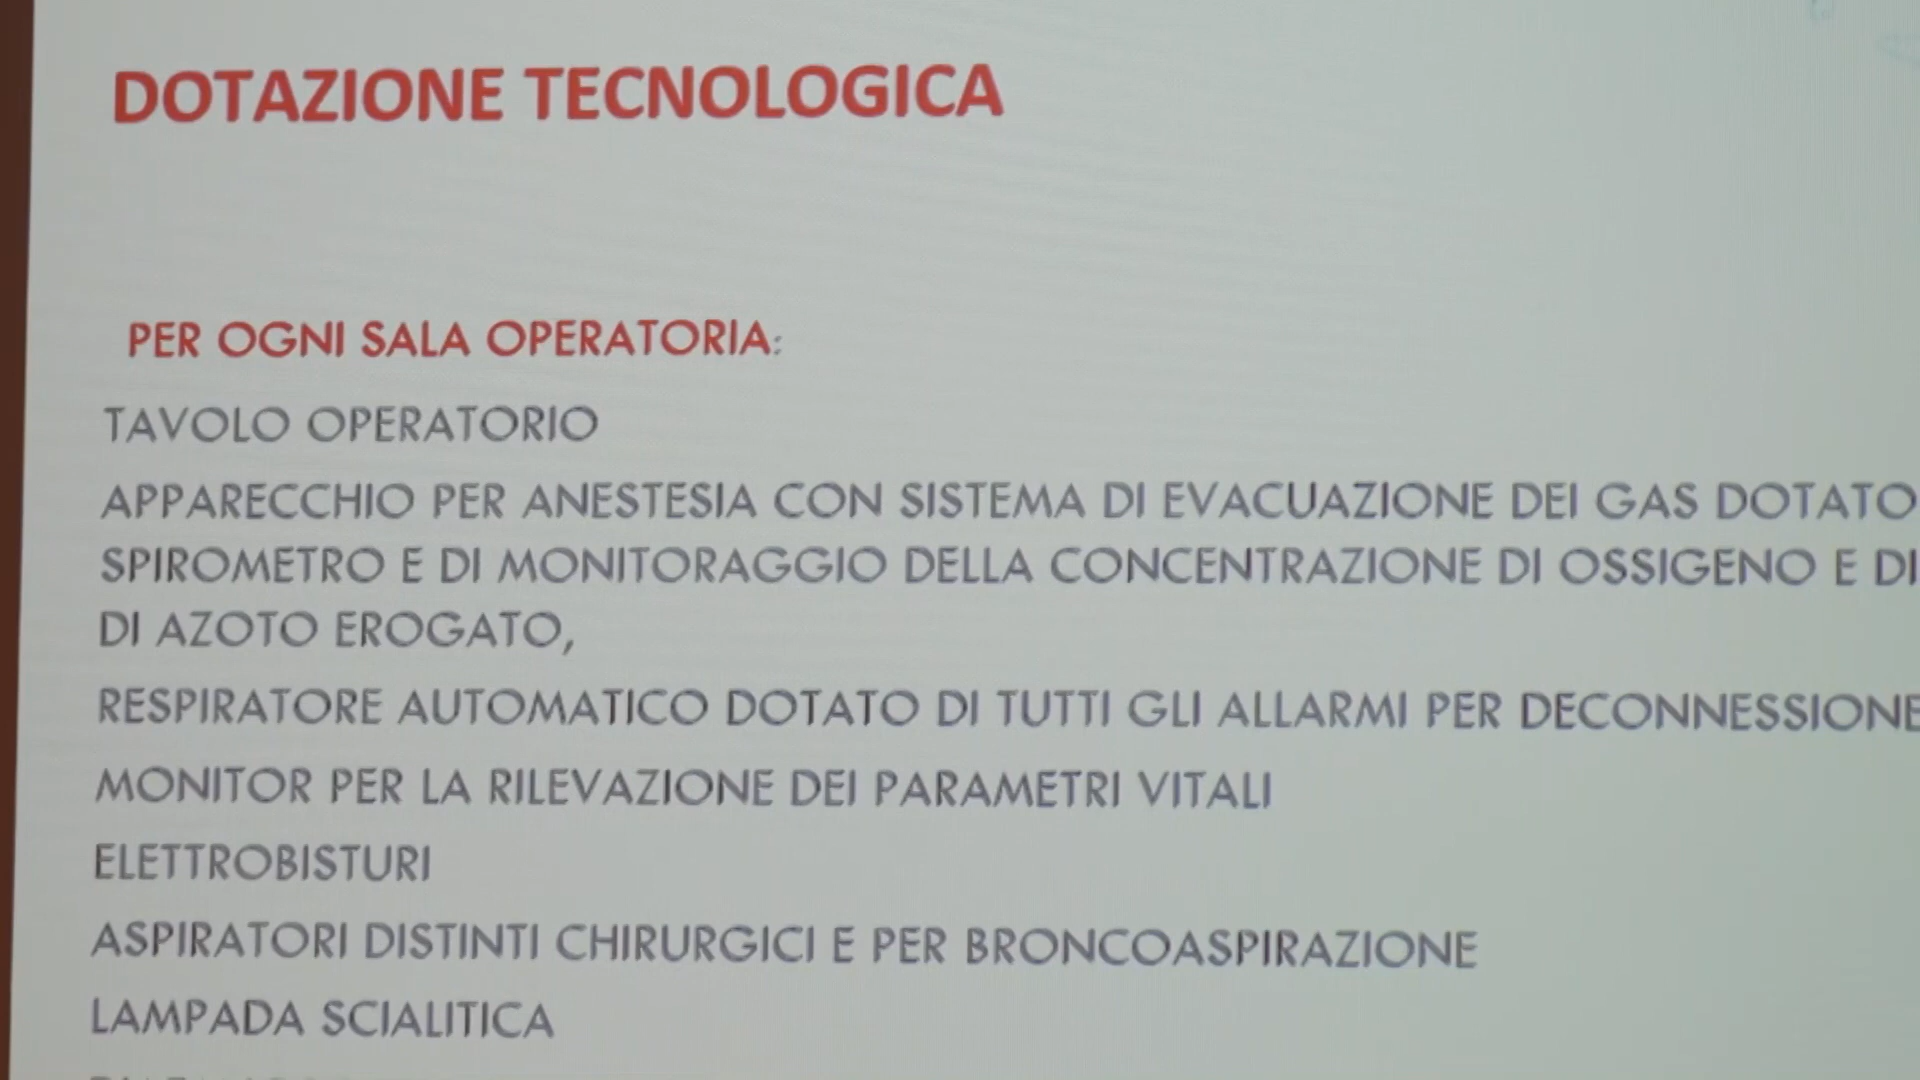 DOTAZIONE TECNOLOGICA
PER OGNI SALA OPERATORIA:
TAVOLO OPERATORIO
APPARECCHIO PER ANESTESIA CON SISTEMA DI EVACUAZIONE DEI GAS DOTATO
SPIROMETRO E DI MONITORAGGIO DELLA CONCENTRAZIONE DI OSSIGENO E DI
DI AZOTO EROGATO,
RESPIRATORE AUTOMATICO DOTATO DI TUTTI GLI ALLARMI PER DECONNESSIONE
MONITOR PER LA RILEVAZIONE DEI PARAMETRI VITALI
ELETTROBISTURI
ASPIRATORI DISTINTI CHIRURGICI E PER BRONCOASPIRAZIONE
LAMPADA SCIALITICA